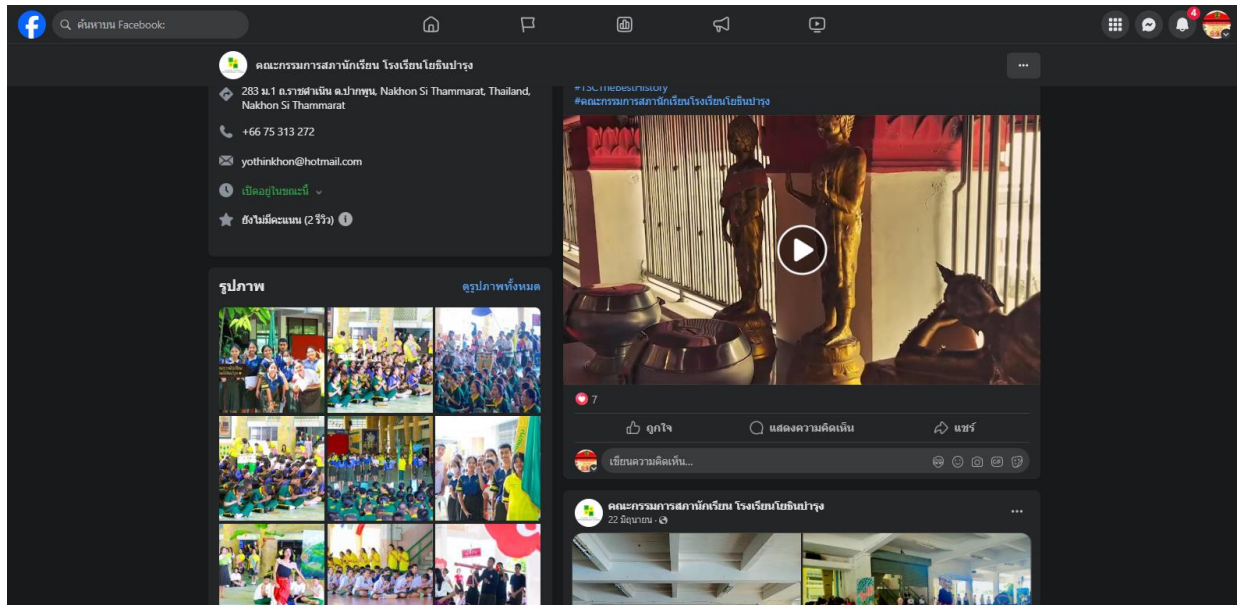 ค้นหาบน Facebook:
4
คณะกรรมการสภานักเรียน โรงเรียนโยธินบำรุง
283 ม.1 ถ.ราชดำเนิน ต.ปากพูน, Nakhon Si Thammarat, Thailand,
Nakhon Si Thammarat
+66 75 313 272
yothinkhon@hotmail.com
เปิดอยู่ในขณะนี้
ยังไม่มีคะแนน (2 รีวิว)
รูปภาพ
ดูรูปภาพทั้งหมด
#TSCTheBestHistory
#คณะกรรมการสภานักเรียนโรงเรียนโยธินบำรุง
7
ถูกใจ
แสดงความคิดเห็น
แชร์
เขียนความคิดเห็น...
คณะกรรมการสภานักเรียน โรงเรียนโยธินบำรุง
22 มิถุนายน ·